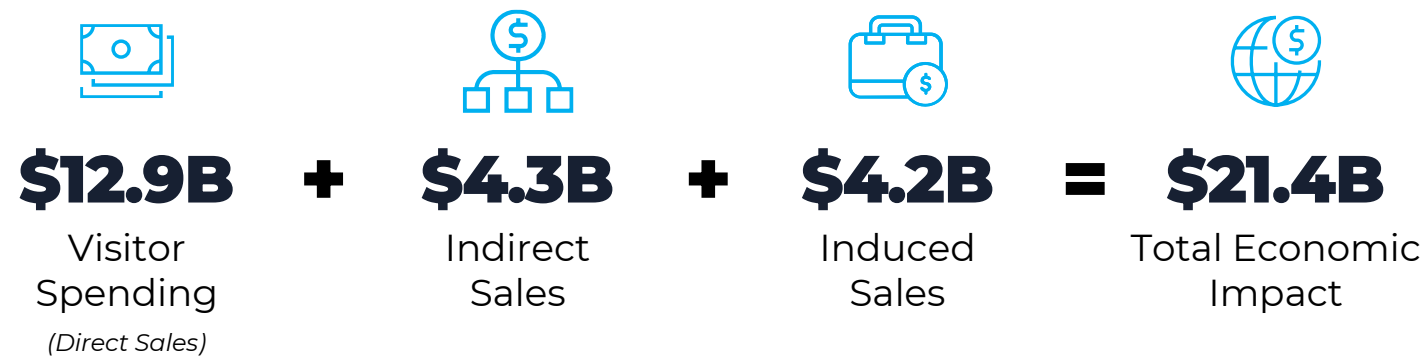 $12.9B + $4.3B + $4.2B = $21.4B
Visitor Spending
(Direct Sales)
Indirect Sales
Induced Sales
Total Economic Impact